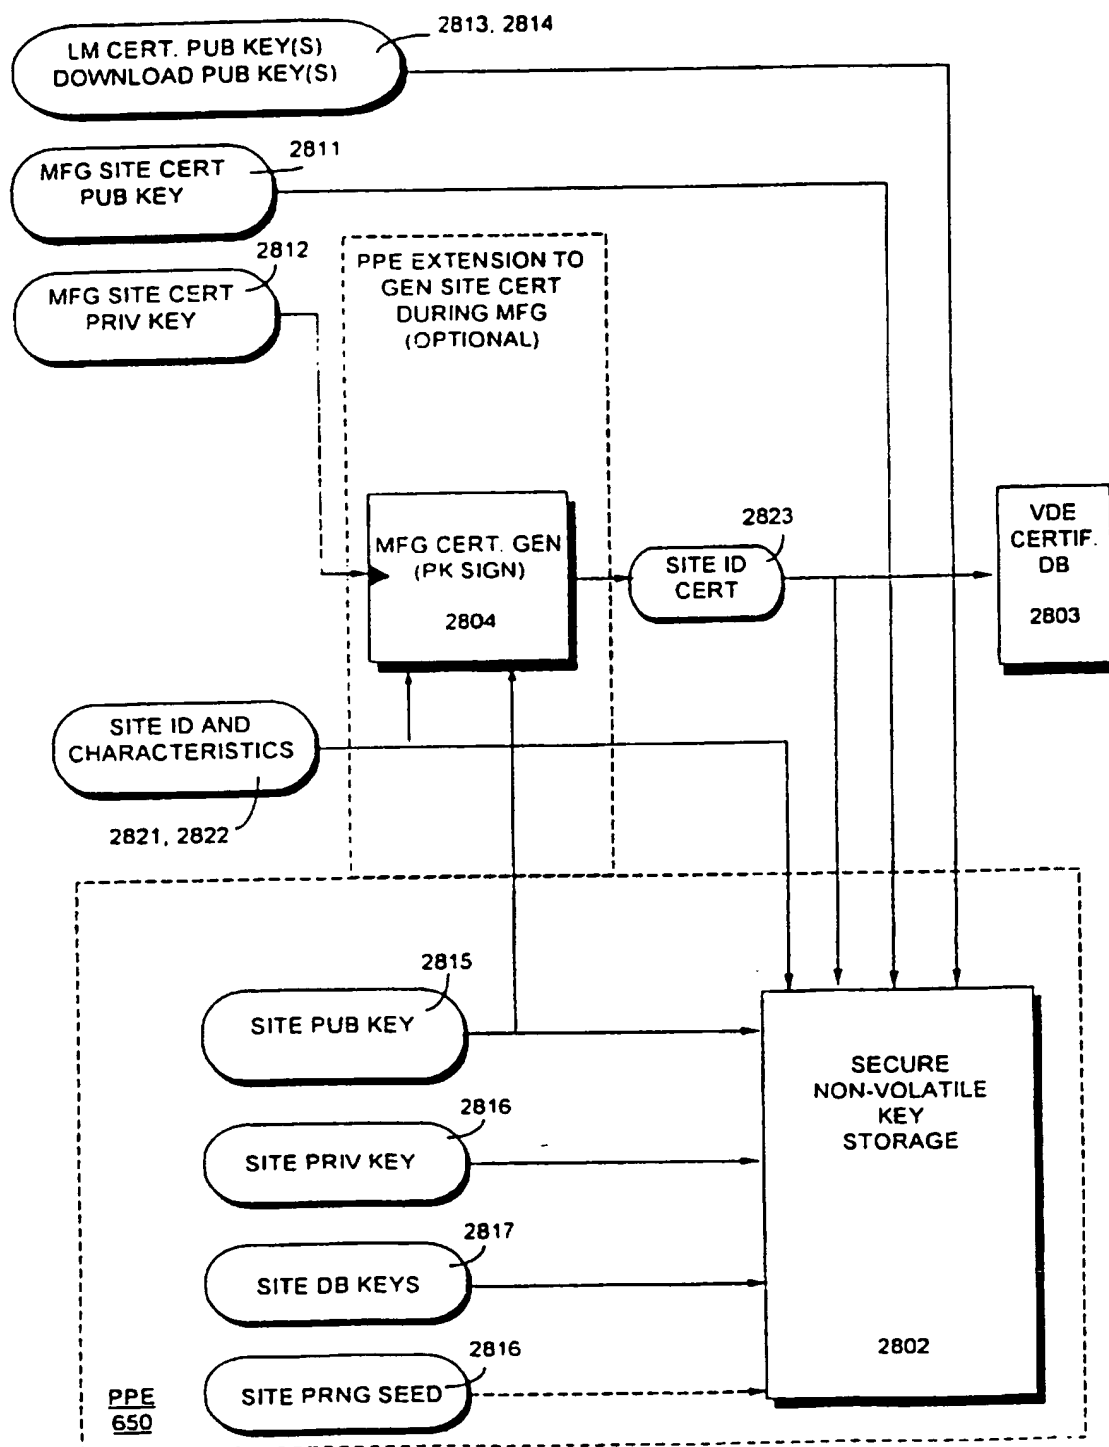 2813, 2814
LM CERT. PUB KEY(S)
DOWNLOAD PUB KEY(S)
2811
MFG SITE CERT
PUB KEY
2812
MFG SITE CERT
PRIV KEY
PPE EXTENSION TO
GEN SITE CERT
DURING MFG
(OPTIONAL)
MFG CERT. GEN
(PK SIGN)
2804
2823
SITE ID
CERT
VDE
CERTIF.
DB
2803
SITE ID AND
CHARACTERISTICS
2821, 2822
2815
SITE PUB KEY
2816
SITE PRIV KEY
2817
SITE DB KEYS
2816
SITE PRNG SEED
SECURE
NON-VOLATILE
KEY
STORAGE
2802
PPE
650